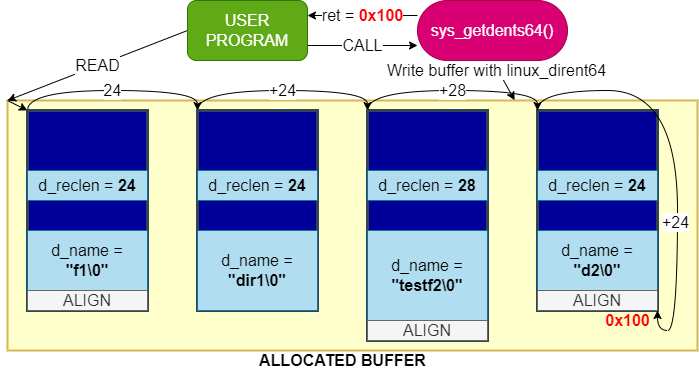 USER
PROGRAM
ret = 0x100
sys_getdents64()
CALL
READ
Write buffer with linux_dirent64
24
+24
+28
d_reclen = 24
d_reclen = 24
d_reclen = 28
d_reclen = 24
+24
d_name =
"f1\0"
ALIGN
d_name =
"dir1\0"
d_name =
"testf2\0"
ALIGN
d_name =
"d2\0"
ALIGN
0x100
ALLOCATED BUFFER